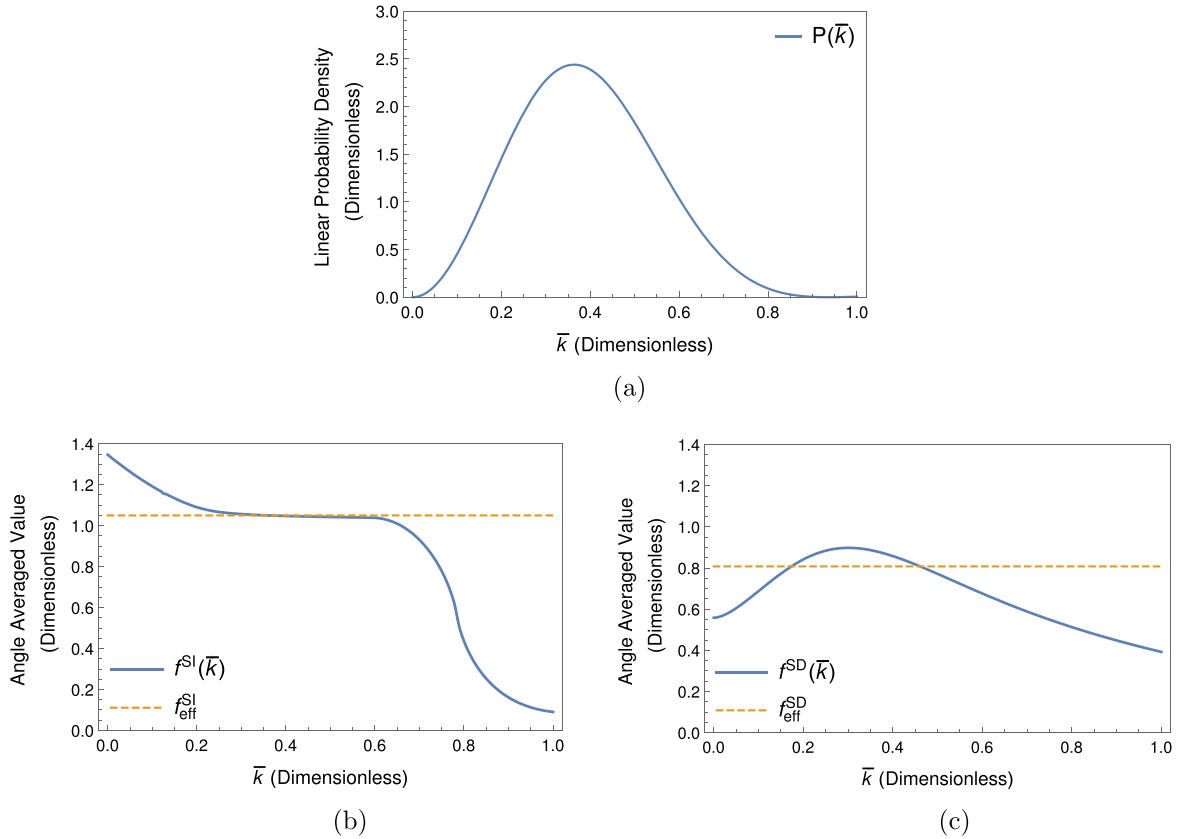 3.0
2.5
2.0
1.5
1.0
0.5
0.0
Linear Probability Density
(Dimensionless)
P(k̅)
0.0 0.2 0.4 0.6 0.8 1.0
k̅ (Dimensionless)
(a)
1.4
1.2
1.0
0.8
0.6
0.4
0.2
0.0
Angle Averaged Value
(Dimensionless)
f^SI(k̅)
f_eff^SI
0.0 0.2 0.4 0.6 0.8 1.0
k̅ (Dimensionless)
(b)
1.4
1.2
1.0
0.8
0.6
0.4
0.2
0.0
Angle Averaged Value
(Dimensionless)
f^SD(k̅)
f_eff^SD
0.0 0.2 0.4 0.6 0.8 1.0
k̅ (Dimensionless)
(c)